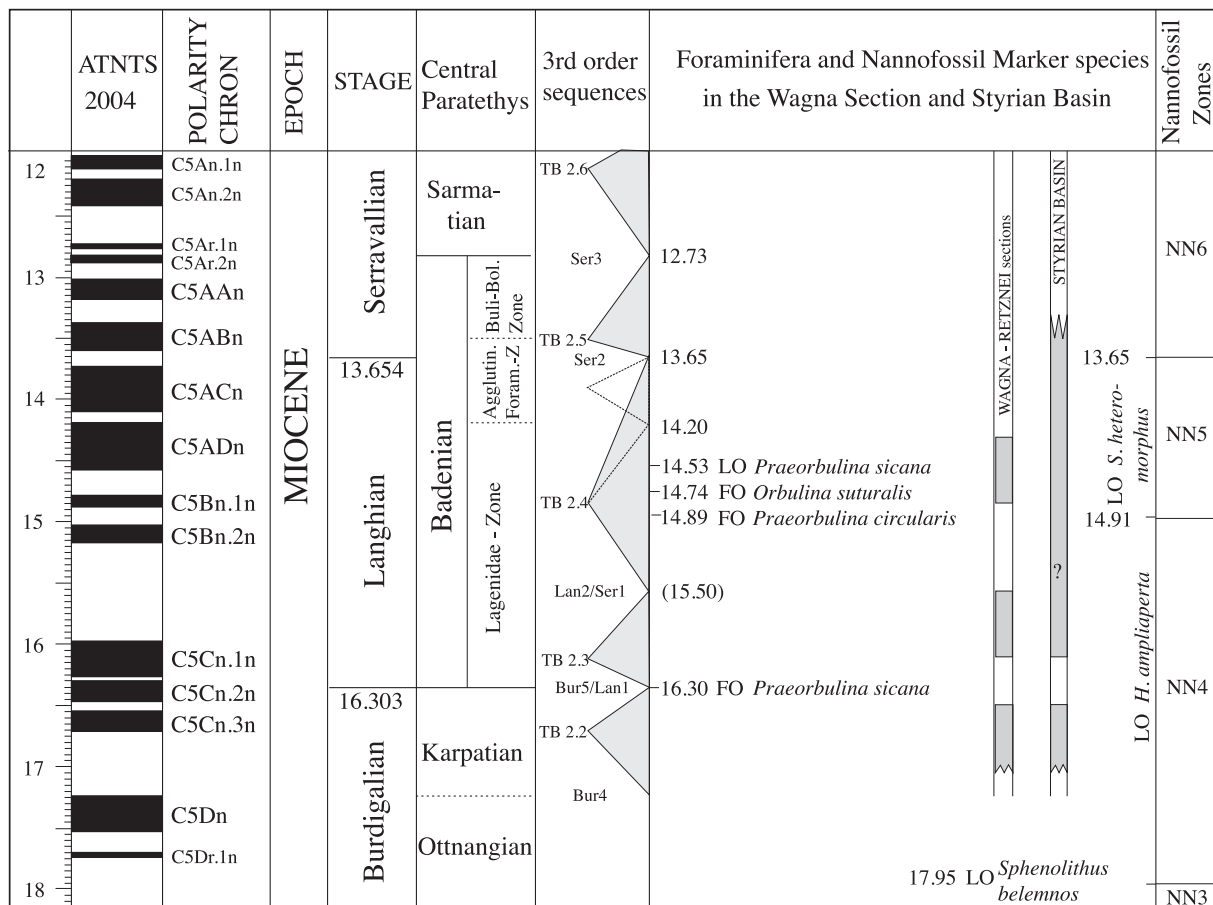 ATNTS
2004
POLARITY
CHRON
EPOCH
STAGE
Central
Paratethys
3rd order
sequences
Foraminifera and Nannofossil Marker species
in the Wagna Section and Styrian Basin
Nannofossil
Zones
12
13
14
15
16
17
18
C5An.1n
C5An.2n
C5Ar.1n
C5Ar.2n
C5AAn
C5ABn
C5ACn
C5ADn
C5Bn.1n
C5Bn.2n
C5Cn.1n
C5Cn.2n
C5Cn.3n
C5Dn
C5Dr.1n
MIOCENE
Serravallian
13.654
Langhian
16.303
Burdigalian
Sarma-
tian
Badenian
Buli-Bol.
Zone
Agglutin.
Foram.-Z
Lagenidae - Zone
Karpatian
Ottnangian
TB 2.6
Ser3
TB 2.5
Ser2
TB 2.4
Lan2/Ser1
TB 2.3
Bur5/Lan1
TB 2.2
Bur4
12.73
13.65
14.20
14.53 LO Praeorbulina sicana
14.74 FO Orbulina suturalis
14.89 FO Praeorbulina circularis
(15.50)
16.30 FO Praeorbulina sicana
17.95 LO Sphenolithus
belemnos
WAGNA - RETZNEI sections
STYRIAN BASIN
?
13.65
LO S. hetero-
morphus
14.91
LO H. ampliaperta
NN6
NN5
NN4
NN3